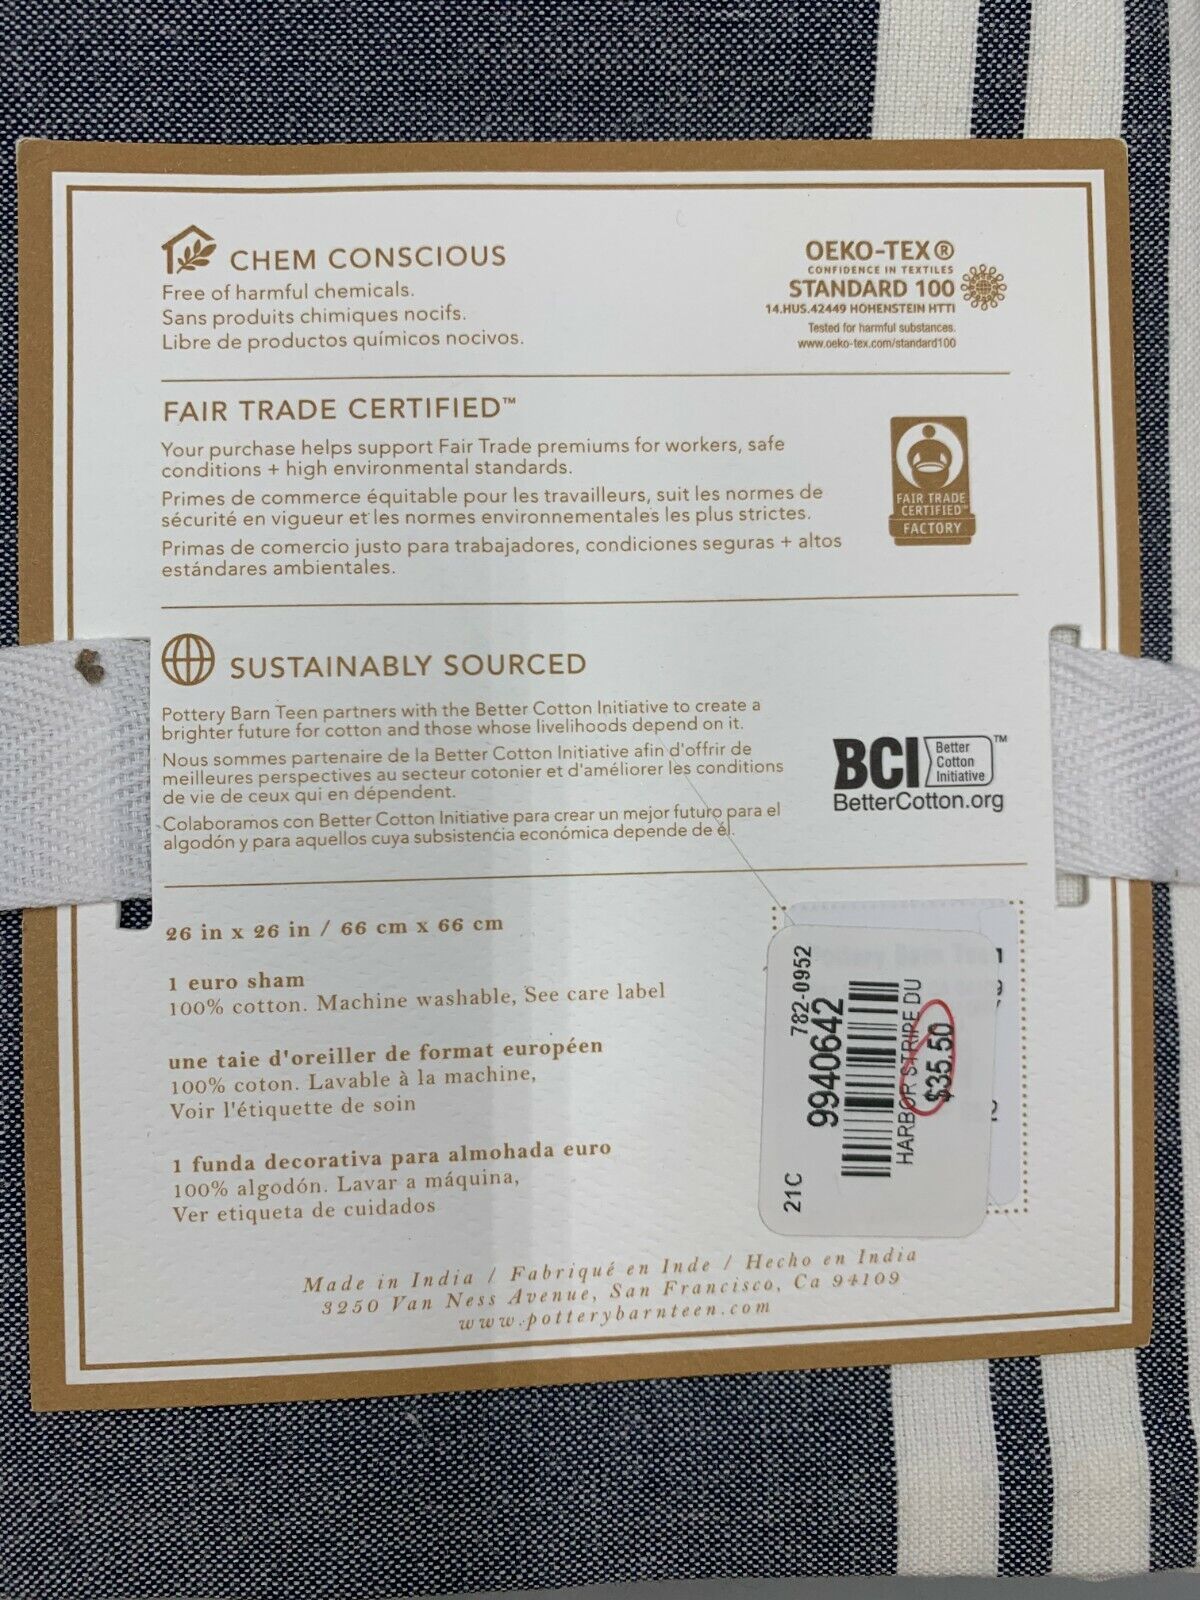 CHEM CONSCIOUS
Free of harmful chemicals.
Sans produits chimiques nocifs.
Libre de productos químicos nocivos.
OEKO-TEX®
CONFIDENCE IN TEXTILES
STANDARD 100
14.HUS.42449 HOHENSTEIN HTTI
Tested for harmful substances.
www.oeko-tex.com/standard100
FAIR TRADE CERTIFIED™
Your purchase helps support Fair Trade premiums for workers, safe
conditions + high environmental standards.
Primes de commerce équitable pour les travailleurs, suit les normes de
sécurité en vigueur et les normes environnementales les plus strictes.
Primas de comercio justo para trabajadores, condiciones seguras + altos
estándares ambientales.
FAIR TRADE
CERTIFIED™
FACTORY
SUSTAINABLY SOURCED
Pottery Barn Teen partners with the Better Cotton Initiative to create a
brighter future for cotton and those whose livelihoods depend on it.
Nous sommes partenaire de la Better Cotton Initiative afin d'offrir de
meilleures perspectives au secteur cotonier et d'améliorer les conditions
de vie de ceux qui en dépendent.
Colaboramos con Better Cotton Initiative para crear un mejor futuro para el
algodón y para aquellos cuya subsistencia económica depende de él.
BCI
Better
Cotton
Initiative
™
BetterCotton.org
26 in x 26 in / 66 cm x 66 cm
1 euro sham
100% cotton. Machine washable, See care label
une taie d'oreiller de format européen
100% coton. Lavable à la machine,
Voir l'étiquette de soin
1 funda decorativa para almohada euro
100% algodón. Lavar a máquina,
Ver etiqueta de cuidados
21C
782-0952
9940642
HARBOR STRIPE DU
$35.50
Made in India / Fabriqué en Inde / Hecho en India
3250 Van Ness Avenue, San Francisco, Ca 94109
www.potterybarnteen.com